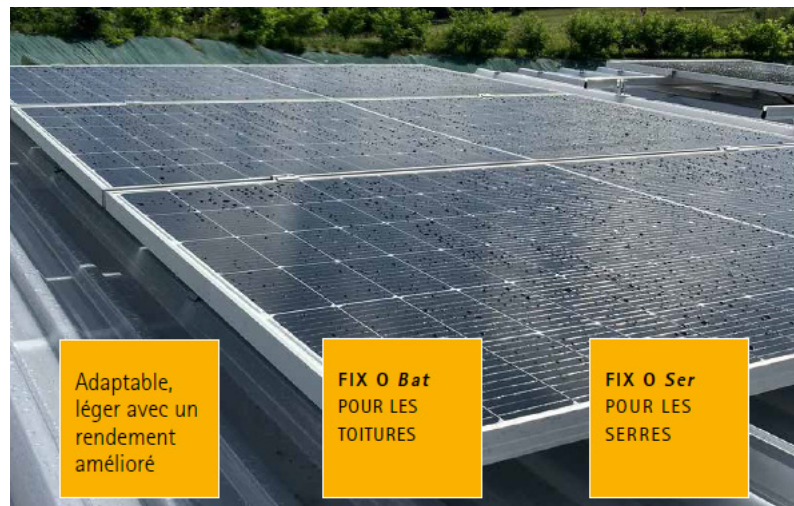 Adaptable,
léger avec un
rendement
amélioré
FIX O Bat
POUR LES
TOITURES
FIX O Ser
POUR LES
SERRES